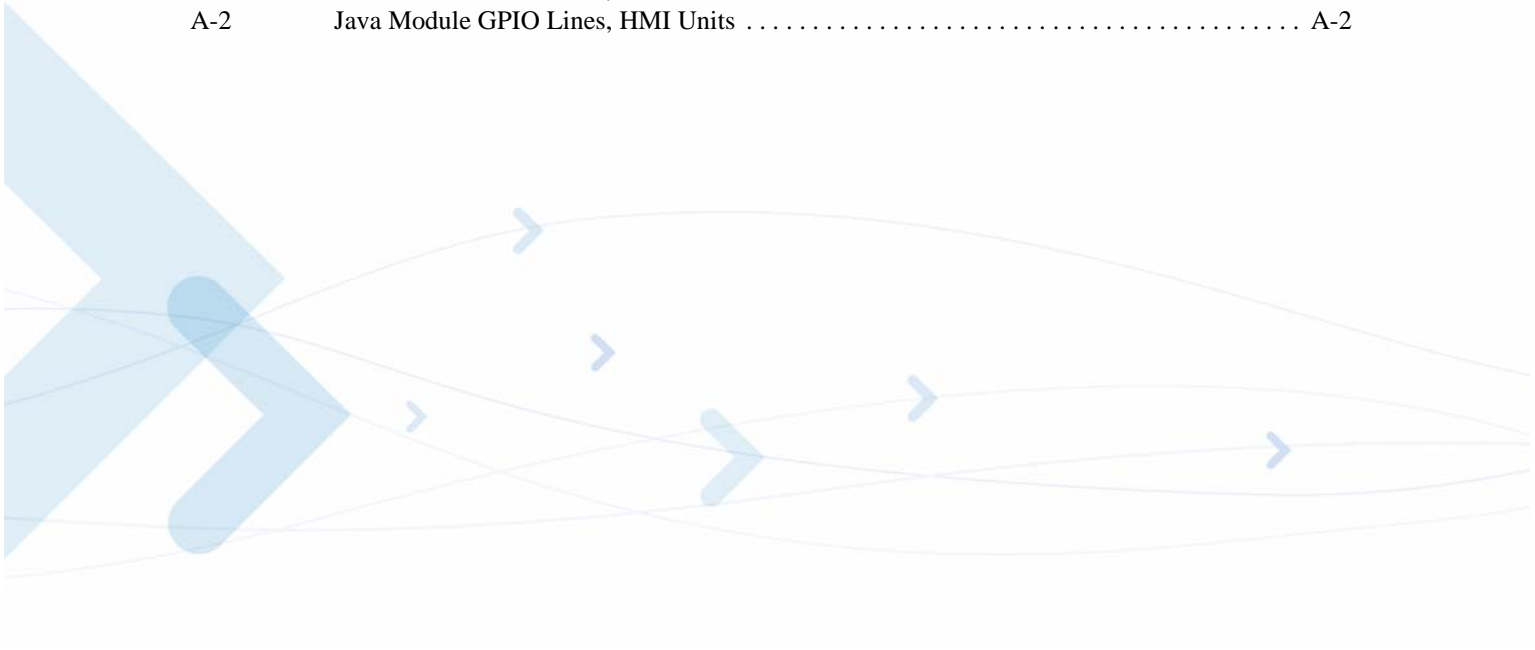 A-2 Java Module GPIO Lines, HMI Units . . . . . . . . . . . . . . . . . . . . . . . . . . . . . . . . . . . . . . . . . . A-2